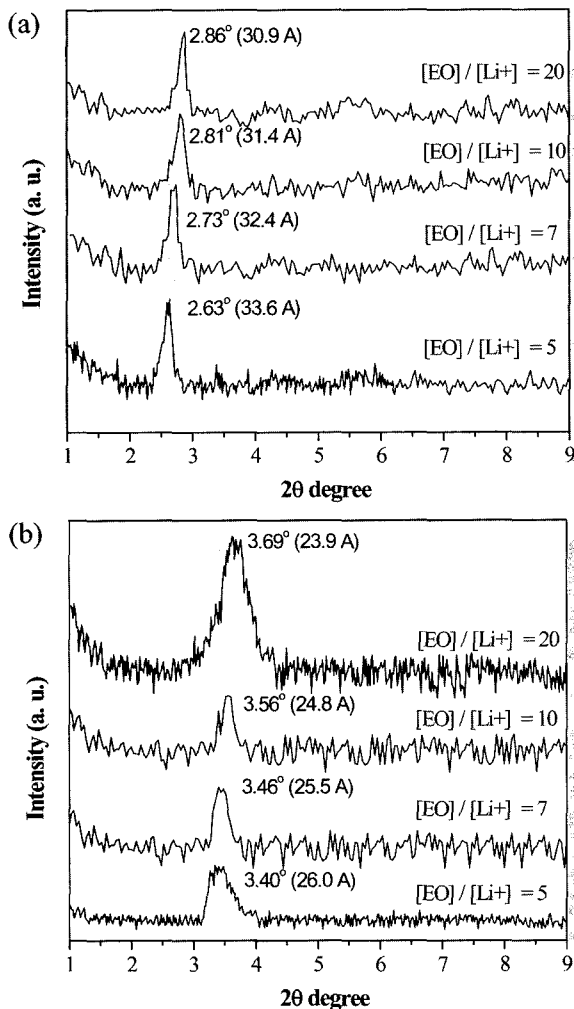 (a)
2.86° (30.9 A)
[EO] / [Li+] = 20
2.81° (31.4 A)
[EO] / [Li+] = 10
2.73° (32.4 A)
[EO] / [Li+] = 7
2.63° (33.6 A)
[EO] / [Li+] = 5
Intensity (a. u.)
1 2 3 4 5 6 7 8 9
2θ degree
(b)
3.69° (23.9 A)
[EO] / [Li+] = 20
3.56° (24.8 A)
[EO] / [Li+] = 10
3.46° (25.5 A)
[EO] / [Li+] = 7
3.40° (26.0 A)
[EO] / [Li+] = 5
Intensity (a. u.)
1 2 3 4 5 6 7 8 9
2θ degree